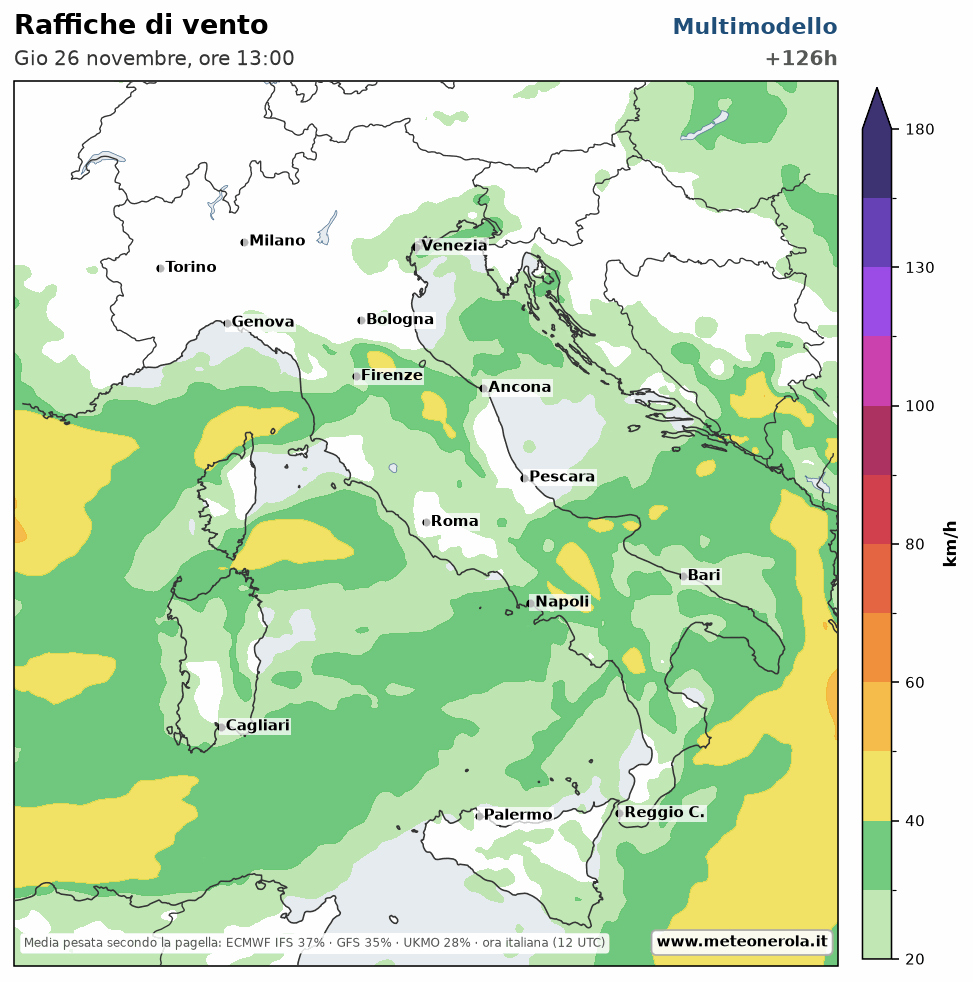 Raffiche di vento
Multimodello
Gio 26 novembre, ore 13:00
+126h
Milano
Torino
Venezia
Genova
Bologna
Firenze
Ancona
Pescara
Roma
Bari
Napoli
Cagliari
Palermo
Reggio C.
180
130
100
80
60
40
20
km/h
Media pesata secondo la pagella: ECMWF IFS 37% · GFS 35% · UKMO 28% · ora italiana (12 UTC)
www.meteonerola.it